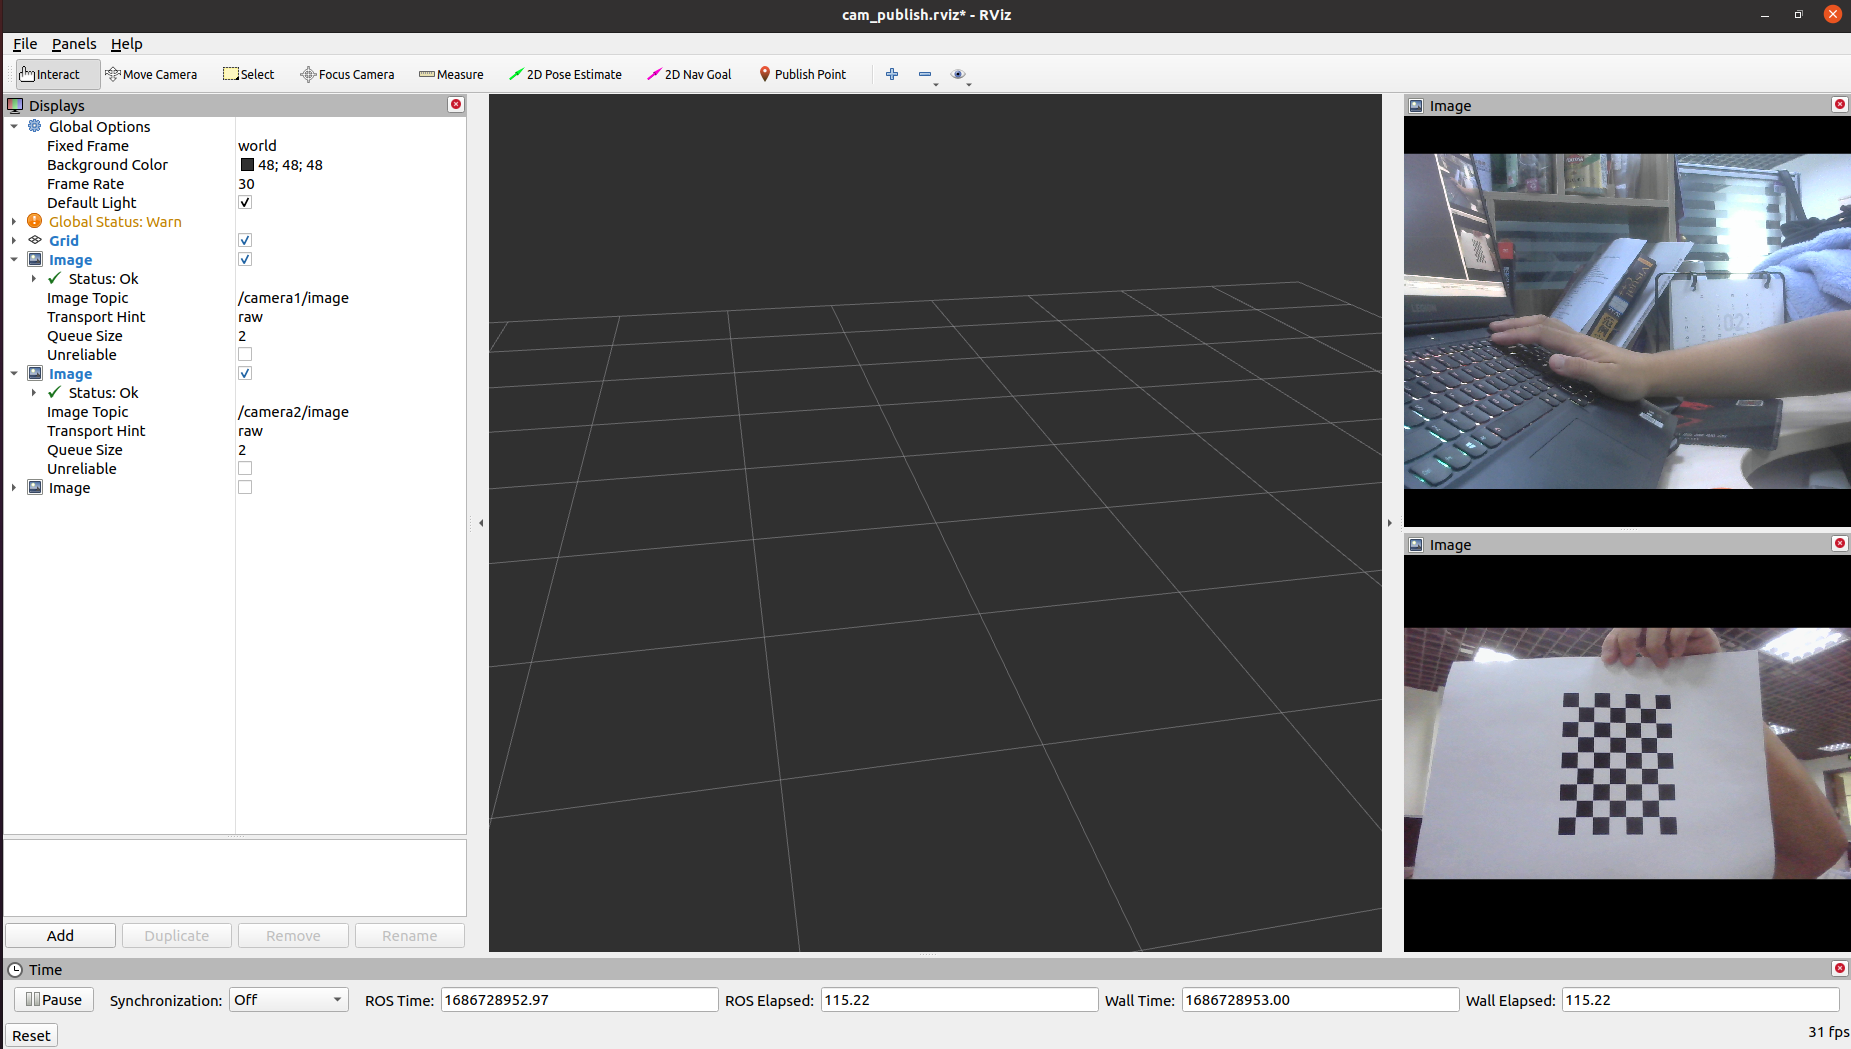 cam_publish.rviz* - RViz
File Panels Help
Interact Move Camera Select Focus Camera Measure 2D Pose Estimate 2D Nav Goal Publish Point
Displays
Global Options
Fixed Frame world
Background Color 48; 48; 48
Frame Rate 30
Default Light
Global Status: Warn
Grid
Image
Status: Ok
Image Topic /camera1/image
Transport Hint raw
Queue Size 2
Unreliable
Image
Status: Ok
Image Topic /camera2/image
Transport Hint raw
Queue Size 2
Unreliable
Image
Add Duplicate Remove Rename
Image
02
Image
Time
Pause Synchronization: Off ROS Time: 1686728952.97 ROS Elapsed: 115.22 Wall Time: 1686728953.00 Wall Elapsed: 115.22
Reset 31 fps